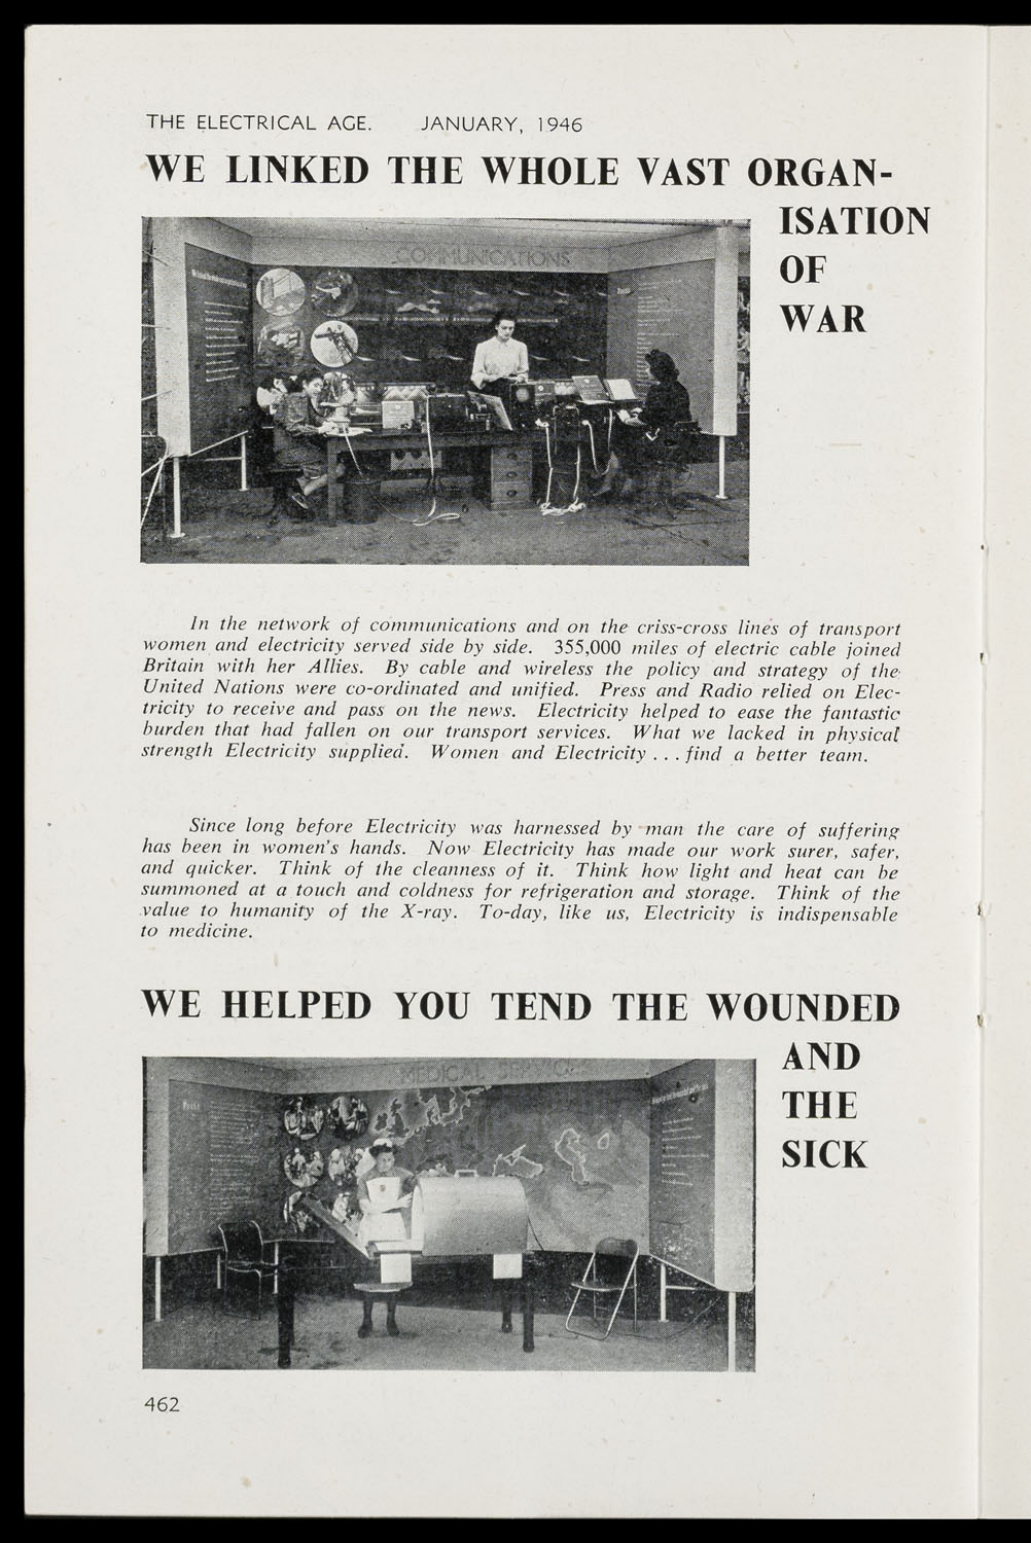 THE ELECTRICAL AGE. JANUARY, 1946
WE LINKED THE WHOLE VAST ORGAN-
ISATION
OF
WAR
COMMUNICATIONS
In the network of communications and on the criss-cross lines of transport
women and electricity served side by side. 355,000 miles of electric cable joined
Britain with her Allies. By cable and wireless the policy and strategy of the
United Nations were co-ordinated and unified. Press and Radio relied on Elec-
tricity to receive and pass on the news. Electricity helped to ease the fantastic
burden that had fallen on our transport services. What we lacked in physical
strength Electricity supplied. Women and Electricity . . . find a better team.
Since long before Electricity was harnessed by man the care of suffering
has been in women's hands. Now Electricity has made our work surer, safer,
and quicker. Think of the cleanness of it. Think how light and heat can be
summoned at a touch and coldness for refrigeration and storage. Think of the
value to humanity of the X-ray. To-day, like us, Electricity is indispensable
to medicine.
WE HELPED YOU TEND THE WOUNDED
AND
THE
SICK
MEDICAL SERVICES
462